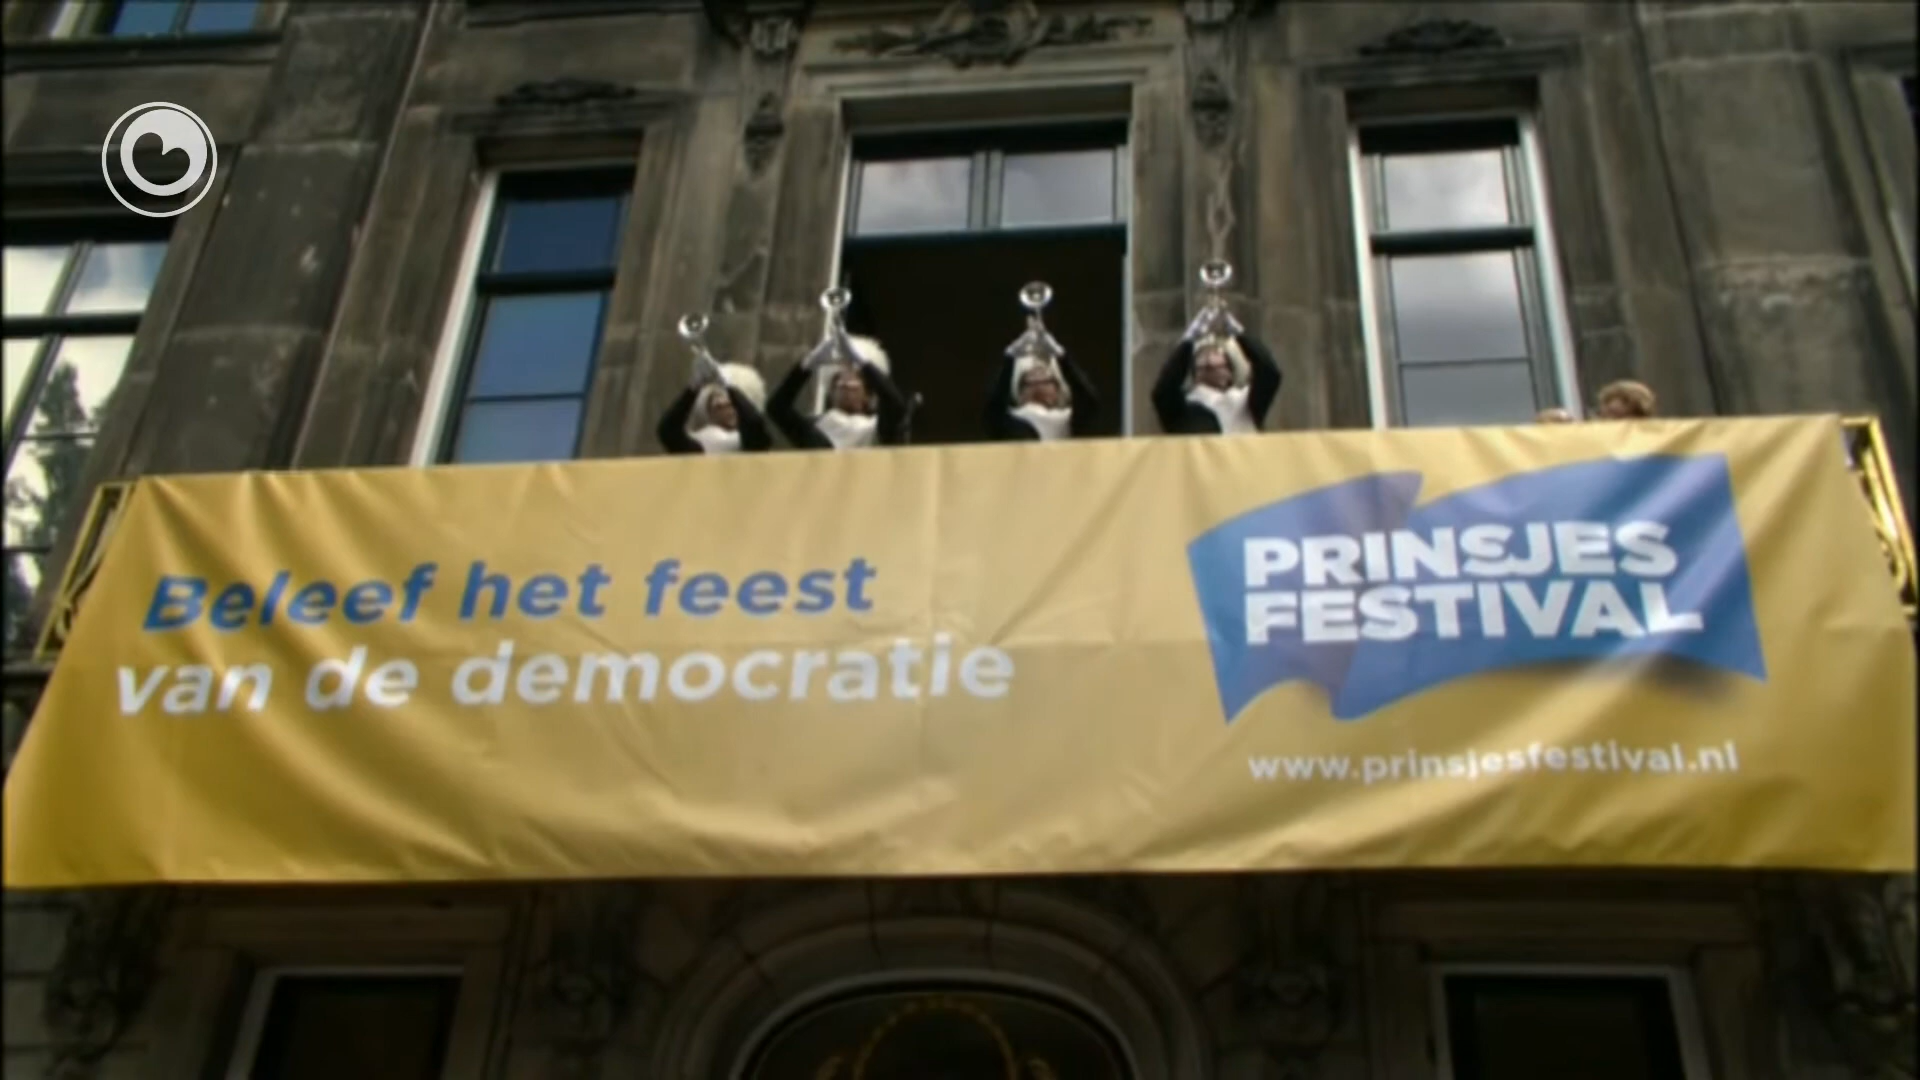 Beleef het feest
van de democratie
PRINSJES
FESTIVAL
www.prinsjesfestival.nl